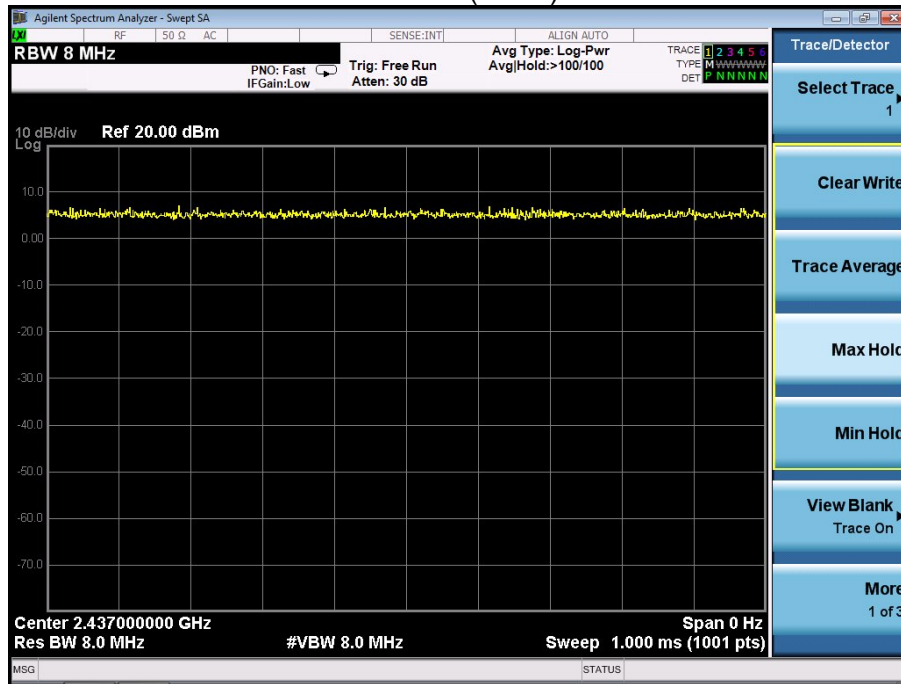 Agilent Spectrum Analyzer - Swept SA
LXI RF 50 Ω AC SENSE:INT ALIGN AUTO
RBW 8 MHz
PNO: Fast
IFGain:Low
Trig: Free Run
Atten: 30 dB
Avg Type: Log-Pwr
Avg|Hold:>100/100
TRACE 1 2 3 4 5 6
TYPE M WWWWW
DET P N N N N N
10 dB/div Ref 20.00 dBm
Log
10.0
0.00
-10.0
-20.0
-30.0
-40.0
-50.0
-60.0
-70.0
Center 2.437000000 GHz Span 0 Hz
Res BW 8.0 MHz #VBW 8.0 MHz Sweep 1.000 ms (1001 pts)
MSG STATUS
Trace/Detector
Select Trace
1
Clear Write
Trace Average
Max Hold
Min Hold
View Blank
Trace On
More
1 of 3